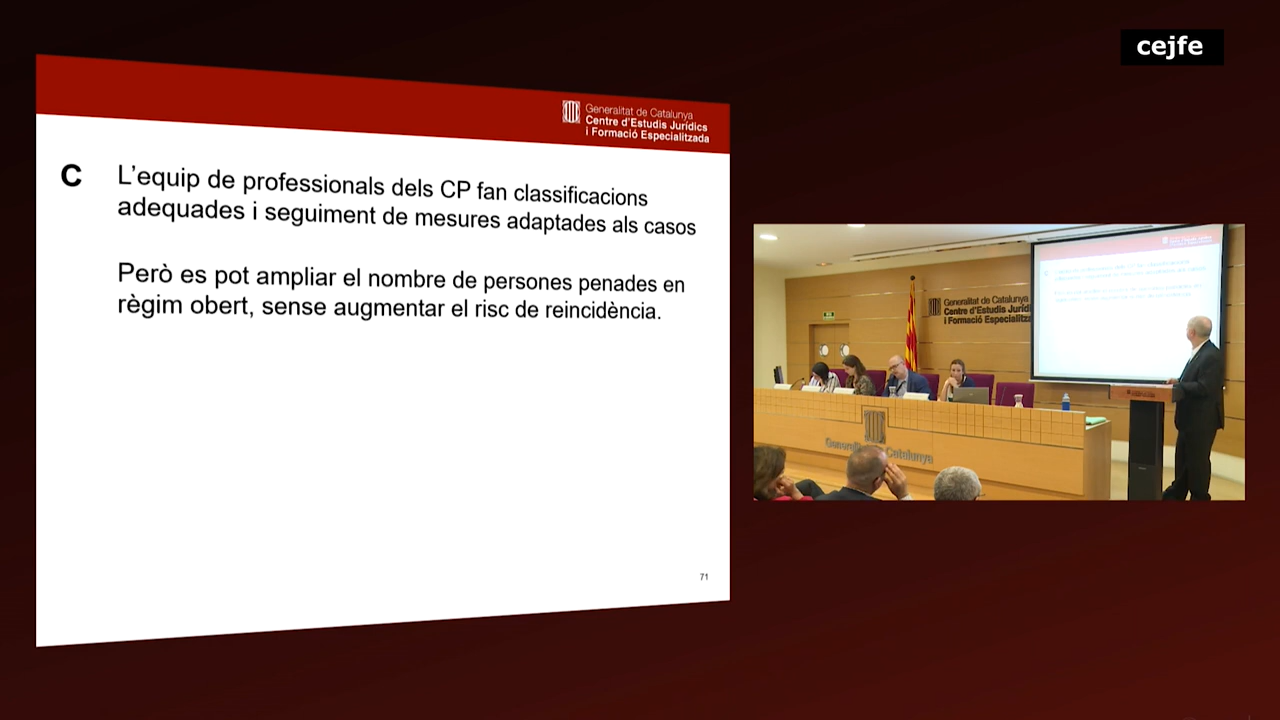 cejfe
Generalitat de Catalunya
Centre d'Estudis Jurídics
i Formació Especialitzada
C L'equip de professionals dels CP fan classificacions
adequades i seguiment de mesures adaptades als casos
Però es pot ampliar el nombre de persones penades en
règim obert, sense augmentar el risc de reincidència.
71
Generalitat de Catalunya
Centre d'Estudis Jurídi
i Formació Especialitza
Generalitat de Catalunya